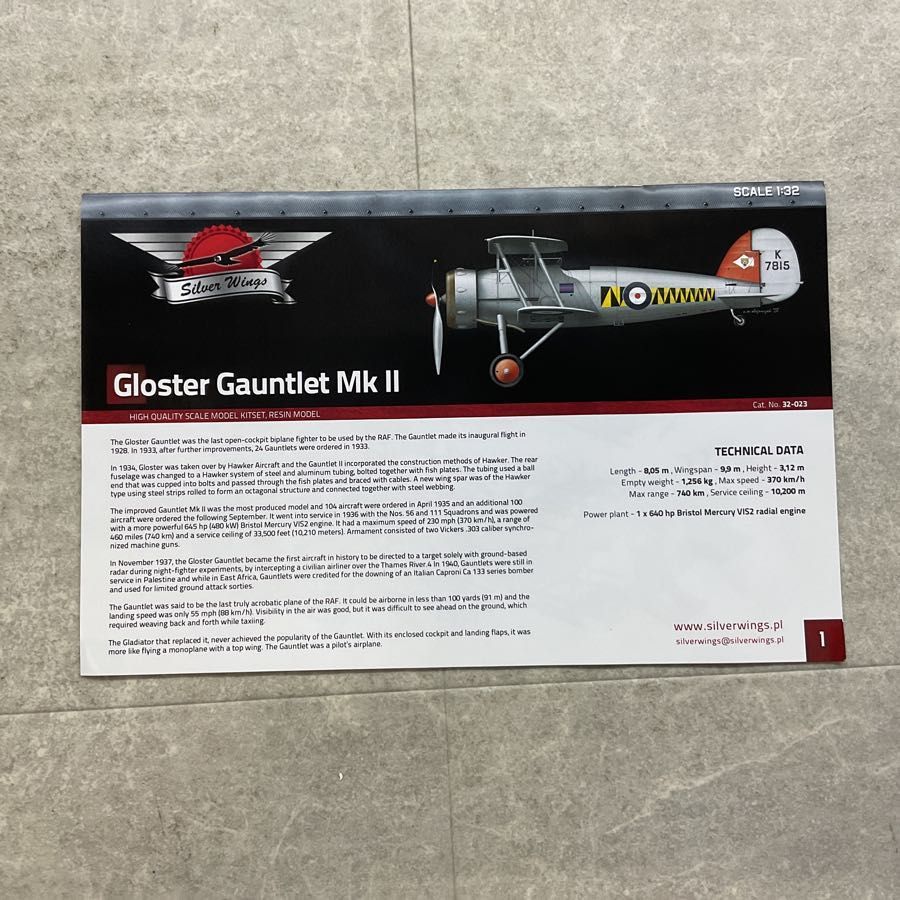 SCALE 1:32
Silver Wings
K
7815
Gloster Gauntlet Mk II
HIGH QUALITY SCALE MODEL KITSET, RESIN MODEL
Cat. No. 32-023
The Gloster Gauntlet was the last open-cockpit biplane fighter to be used by the RAF. The Gauntlet made its inaugural flight in
1928. In 1933, after further improvements, 24 Gauntlets were ordered in 1933.
In 1934, Gloster was taken over by Hawker Aircraft and the Gauntlet II incorporated the construction methods of Hawker. The rear
fuselage was changed to a Hawker system of steel and aluminum tubing, bolted together with fish plates. The tubing used a ball
end that was cupped into bolts and passed through the fish plates and braced with cables. A new wing spar was of the Hawker
type using steel strips rolled to form an octagonal structure and connected together with steel webbing.
The improved Gauntlet Mk II was the most produced model and 104 aircraft were ordered in April 1935 and an additional 100
aircraft were ordered the following September. It went into service in 1936 with the Nos. 56 and 111 Squadrons and was powered
with a more powerful 645 hp (480 kW) Bristol Mercury VIS2 engine. It had a maximum speed of 230 mph (370 km/h), a range of
460 miles (740 km) and a service ceiling of 33,500 feet (10,210 meters). Armament consisted of two Vickers .303 caliber synchro-
nized machine guns.
In November 1937, the Gloster Gauntlet became the first aircraft in history to be directed to a target solely with ground-based
radar during night-fighter experiments, by intercepting a civilian airliner over the Thames River.4 In 1940, Gauntlets were still in
service in Palestine and while in East Africa, Gauntlets were credited for the downing of an Italian Caproni Ca 133 series bomber
and used for limited ground attack sorties.
The Gauntlet was said to be the last truly acrobatic plane of the RAF. It could be airborne in less than 100 yards (91 m) and the
landing speed was only 55 mph (88 km/h). Visibility in the air was good, but it was difficult to see ahead on the ground, which
required weaving back and forth while taxiing.
The Gladiator that replaced it, never achieved the popularity of the Gauntlet. With its enclosed cockpit and landing flaps, it was
more like flying a monoplane with a top wing. The Gauntlet was a pilot's airplane.
TECHNICAL DATA
Length - 8,05 m , Wingspan - 9,9 m , Height - 3,12 m
Empty weight - 1,256 kg , Max speed - 370 km/h
Max range - 740 km , Service ceiling - 10,200 m
Power plant - 1 x 640 hp Bristol Mercury VIS2 radial engine
www.silverwings.pl
silverwings@silverwings.pl
1